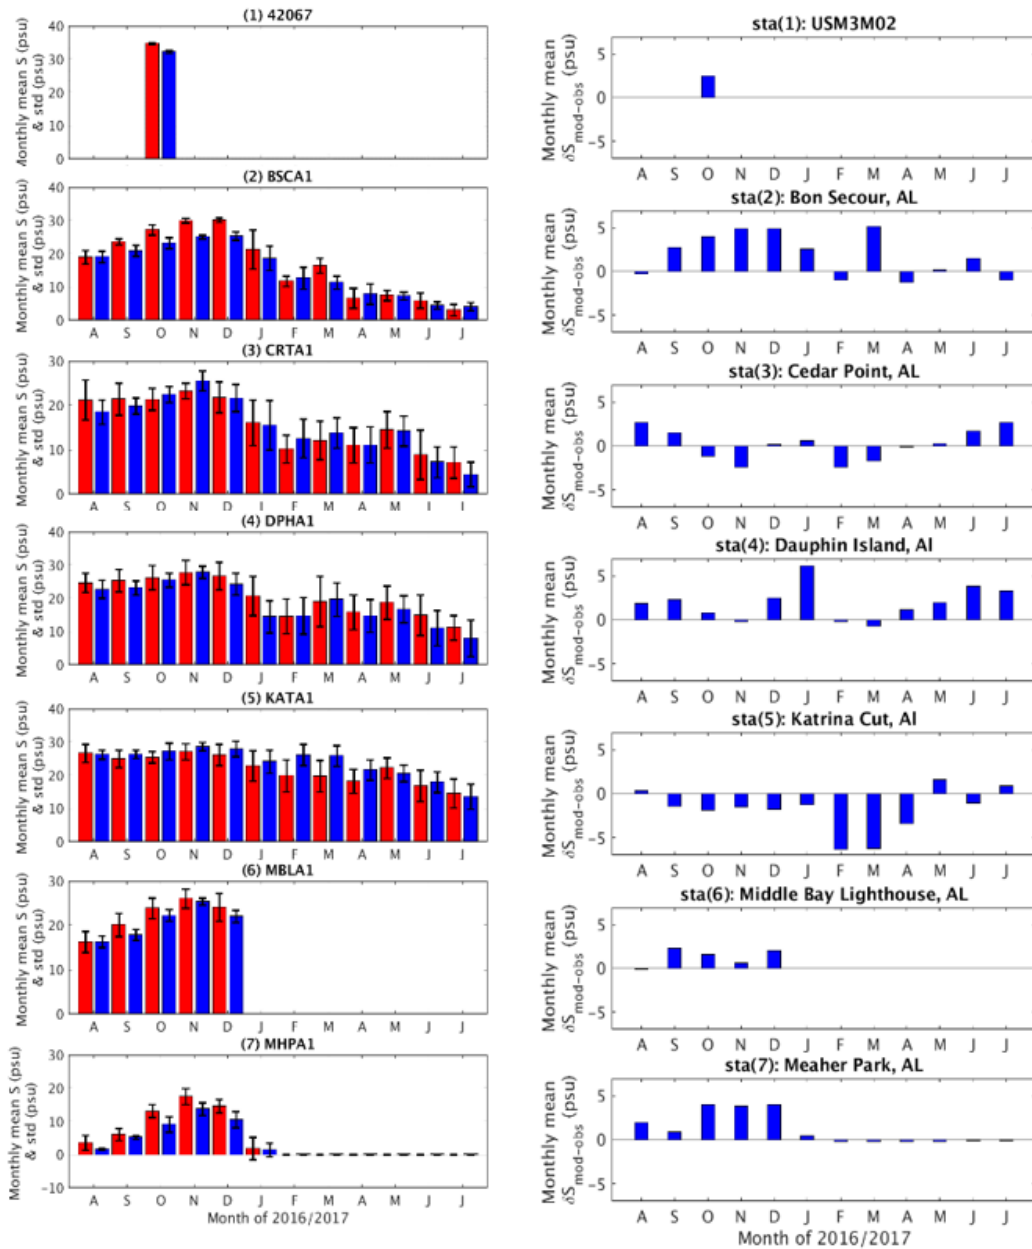 (1) 42067
Monthly mean S (psu)
& std (psu)
40
30
20
10
0
(2) BSCA1
Monthly mean S (psu)
& std (psu)
40
30
20
10
0
A S O N D J F M A M J J
(3) CRTA1
Monthly mean S (psu)
& std (psu)
30
20
10
0
A S O N D J F M A M J J
(4) DPHA1
Monthly mean S (psu)
& std (psu)
40
30
20
10
0
A S O N D J F M A M J J
(5) KATA1
Monthly mean S (psu)
& std (psu)
40
30
20
10
0
A S O N D J F M A M J J
(6) MBLA1
Monthly mean S (psu)
& std (psu)
30
20
10
0
A S O N D J F M A M J J
(7) MHPA1
Monthly mean S (psu)
& std (psu)
30
20
10
0
-10
A S O N D J F M A M J J
Month of 2016/2017
sta(1): USM3M02
Monthly mean
δS mod-obs (psu)
5
0
-5
A S O N D J F M A M J J
sta(2): Bon Secour, AL
Monthly mean
δS mod-obs (psu)
5
0
-5
A S O N D J F M A M J J
sta(3): Cedar Point, AL
Monthly mean
δS mod-obs (psu)
5
0
-5
A S O N D J F M A M J J
sta(4): Dauphin Island, Al
Monthly mean
δS mod-obs (psu)
5
0
-5
A S O N D J F M A M J J
sta(5): Katrina Cut, Al
Monthly mean
δS mod-obs (psu)
5
0
-5
A S O N D J F M A M J J
sta(6): Middle Bay Lighthouse, AL
Monthly mean
δS mod-obs (psu)
5
0
-5
A S O N D J F M A M J J
sta(7): Meaher Park, AL
Monthly mean
δS mod-obs (psu)
5
0
-5
A S O N D J F M A M J J
Month of 2016/2017